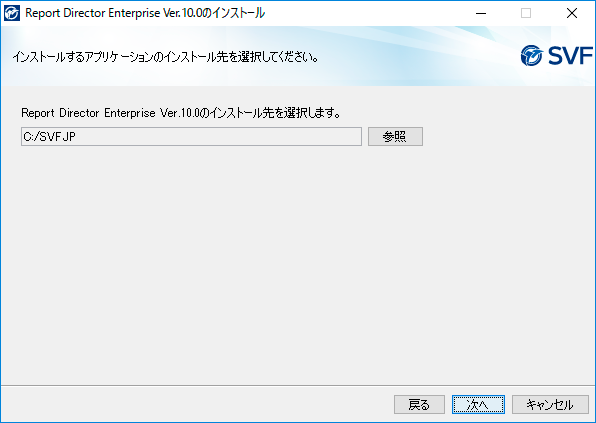 Report Director Enterprise Ver.10.0のインストール
インストールするアプリケーションのインストール先を選択してください。
SVF
Report Director Enterprise Ver.10.0のインストール先を選択します。
C:/SVFJP
参照
戻る
次へ
キャンセル